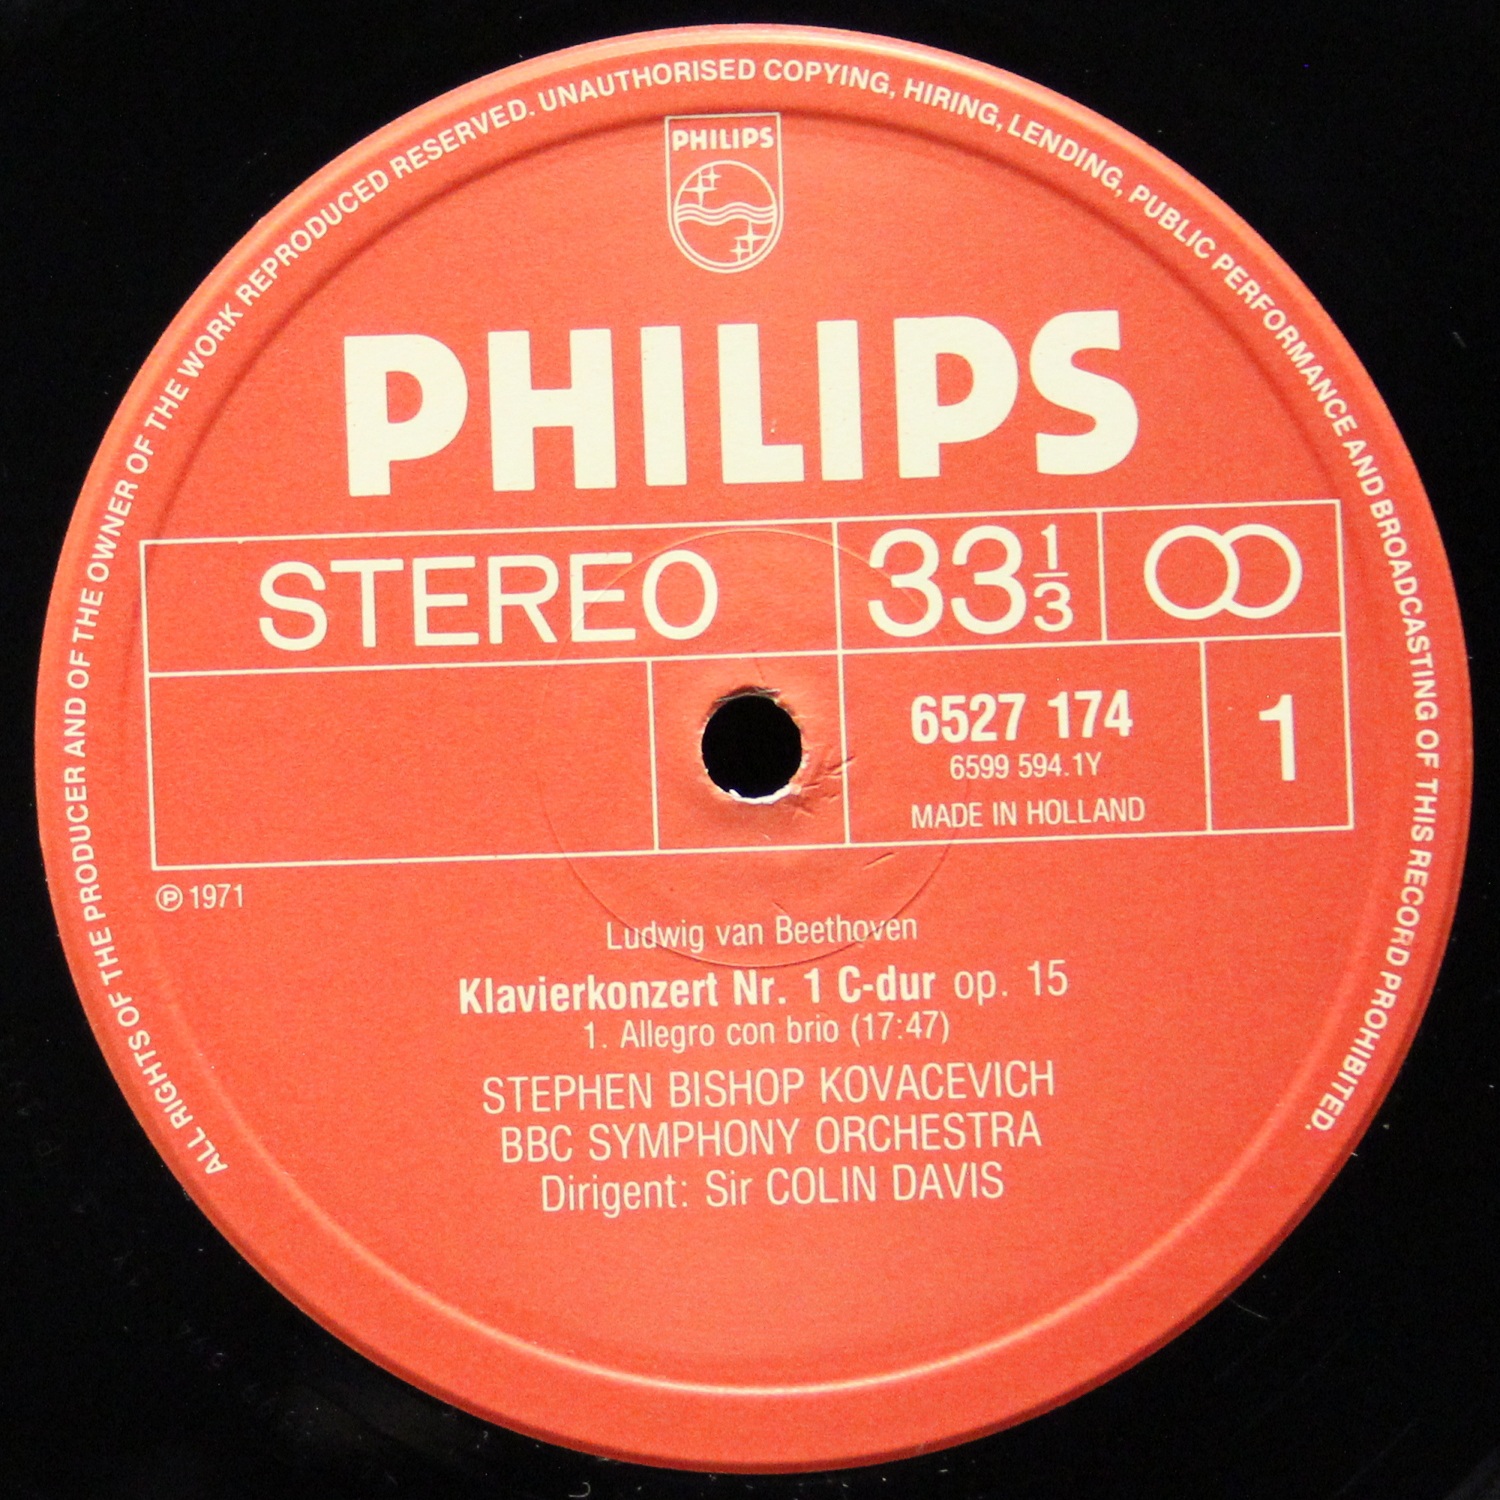 ALL RIGHTS OF THE PRODUCER AND OF THE OWNER OF THE WORK REPRODUCED RESERVED. UNAUTHORISED COPYING, HIRING, LENDING, PUBLIC PERFORMANCE AND BROADCASTING OF THIS RECORD PROHIBITED.
PHILIPS
PHILIPS
STEREO 33 1/3
6527 174 1
6599 594.1Y
MADE IN HOLLAND
℗ 1971
Ludwig van Beethoven
Klavierkonzert Nr. 1 C-dur op. 15
1. Allegro con brio (17:47)
STEPHEN BISHOP KOVACEVICH
BBC SYMPHONY ORCHESTRA
Dirigent: Sir COLIN DAVIS